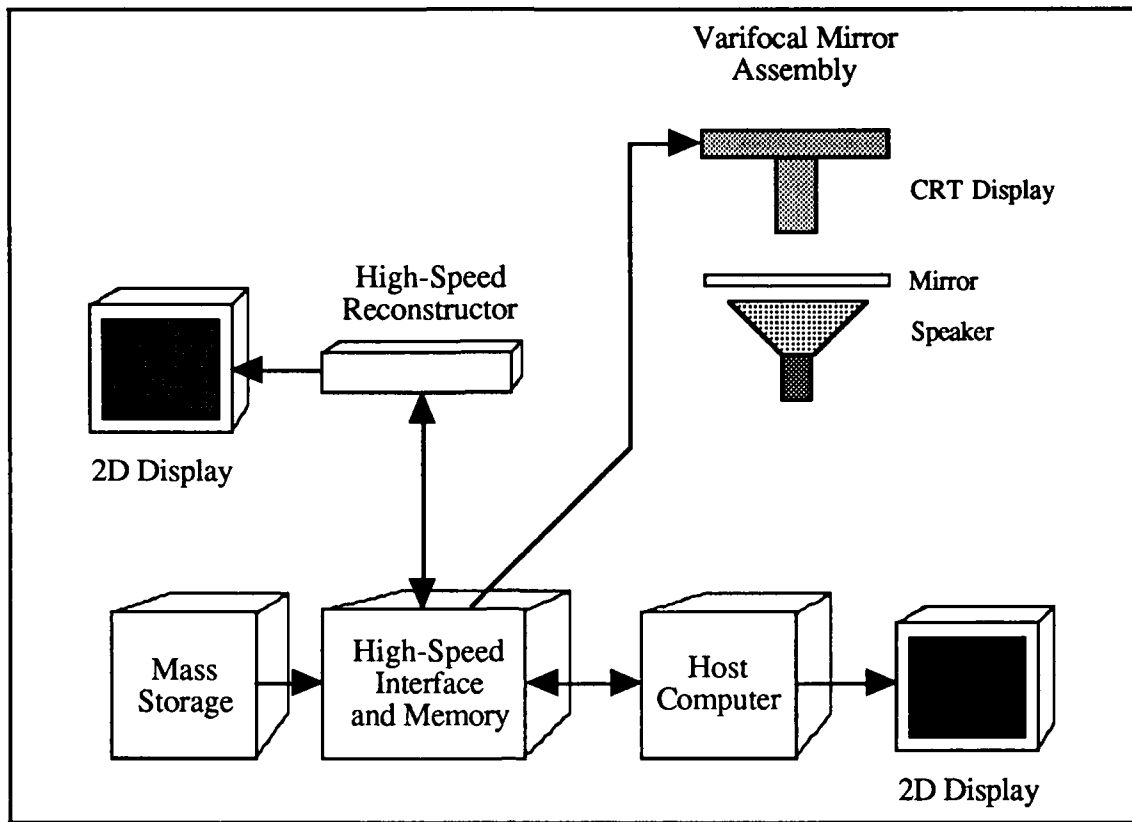 Varifocal Mirror
Assembly
CRT Display
Mirror
Speaker
High-Speed
Reconstructor
2D Display
Mass
Storage
High-Speed
Interface
and Memory
Host
Computer
2D Display